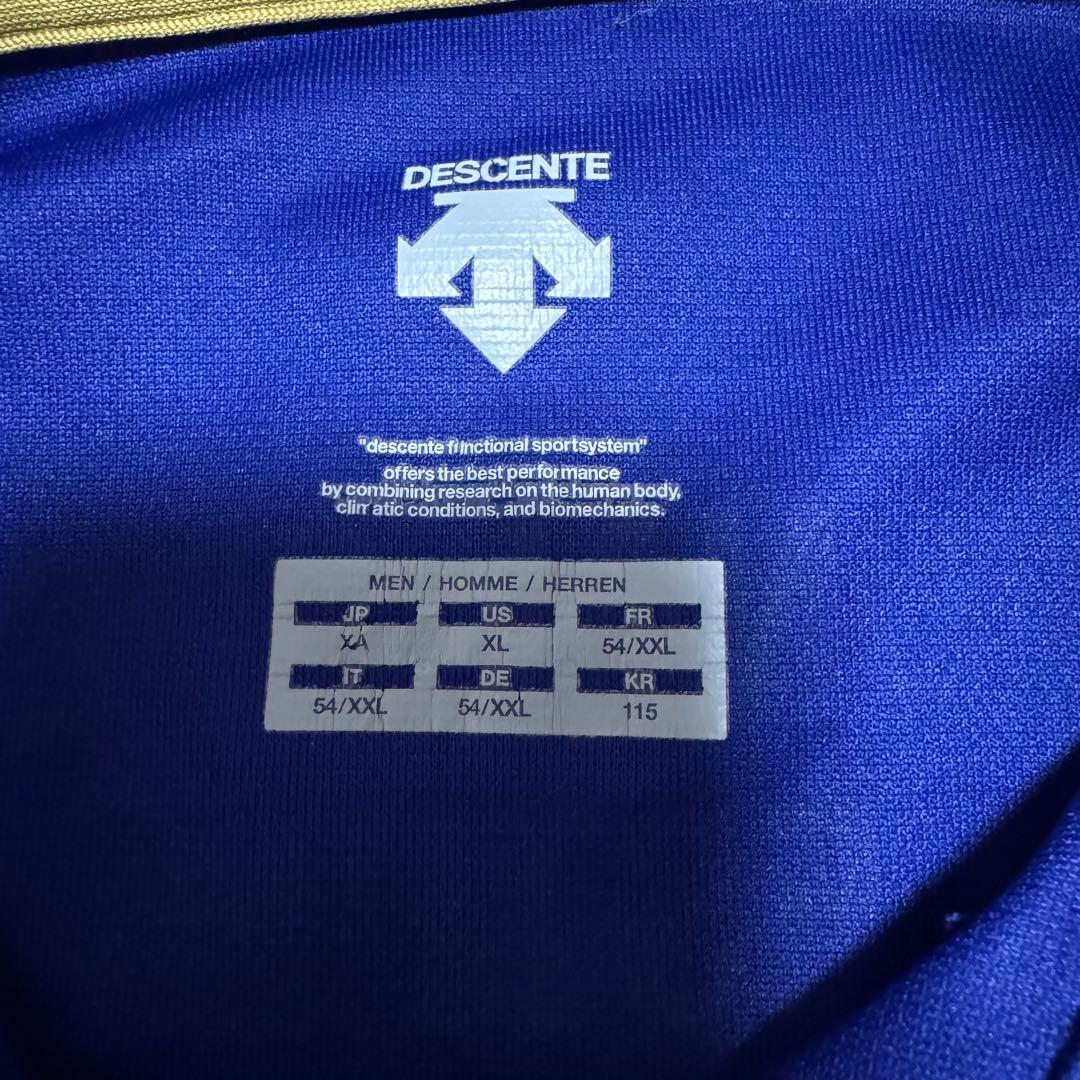 DESCENTE
"descente functional sportsystem"
offers the best performance
by combining research on the human body,
climatic conditions, and biomechanics.
MEN / HOMME / HERREN
JP US FR
XA XL 54/XXL
IT DE KR
54/XXL 54/XXL 115